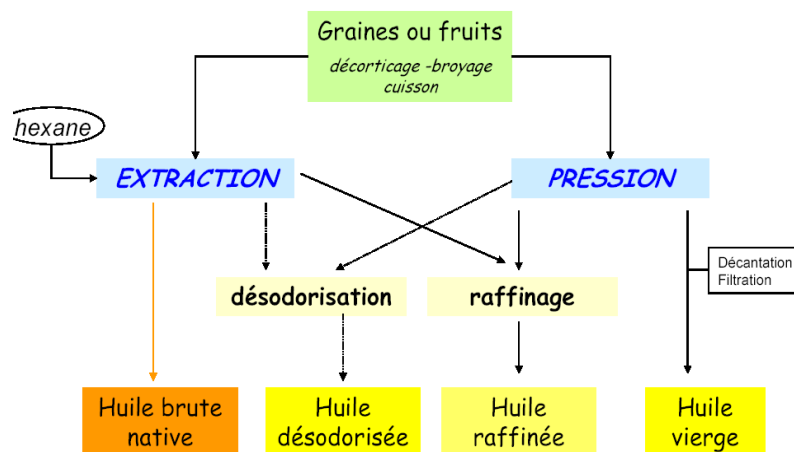 Graines ou fruits
décorticage -broyage
cuisson
hexane
EXTRACTION
PRESSION
Décantation
Filtration
désodorisation
raffinage
Huile brute
native
Huile
désodorisée
Huile
raffinée
Huile
vierge